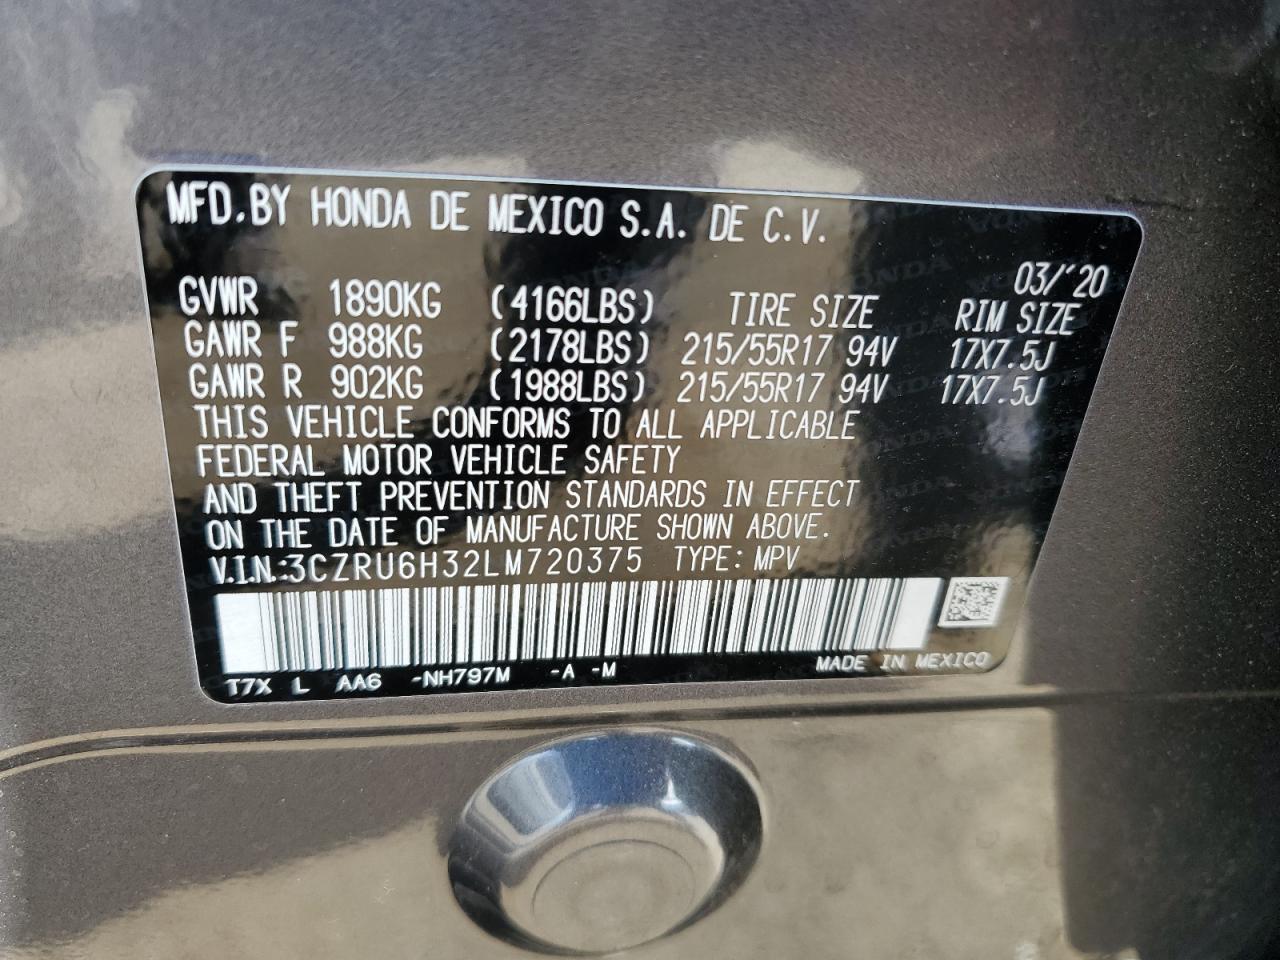 MFD.BY HONDA DE MEXICO S.A. DE C.V.
03/'20
GVWR 1890KG (4166LBS) TIRE SIZE RIM SIZE
GAWR F 988KG (2178LBS) 215/55R17 94V 17X7.5J
GAWR R 902KG (1988LBS) 215/55R17 94V 17X7.5J
THIS VEHICLE CONFORMS TO ALL APPLICABLE
FEDERAL MOTOR VEHICLE SAFETY
AND THEFT PREVENTION STANDARDS IN EFFECT
ON THE DATE OF MANUFACTURE SHOWN ABOVE.
V.I.N.:3CZRU6H32LM720375 TYPE: MPV
T7X L AA6 -NH797M -A -M MADE IN MEXICO